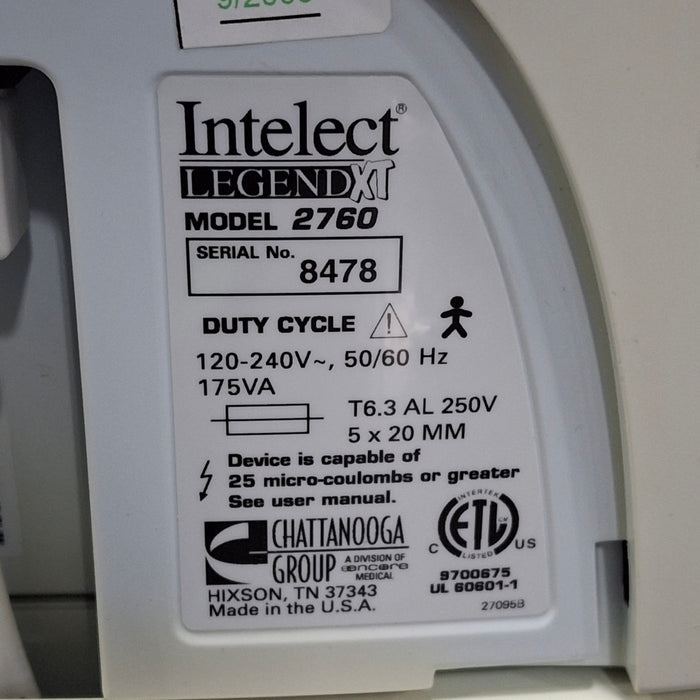 Intelect®
LEGEND XT
MODEL 2760
SERIAL No.
8478
DUTY CYCLE
120-240V~, 50/60 Hz
175VA
T6.3 AL 250V
5 x 20 MM
Device is capable of
25 micro-coulombs or greater
See user manual.
CHATTANOOGA
GROUP
A DIVISION OF
encore
MEDICAL
HIXSON, TN 37343
Made in the U.S.A.
INTERTEK
ETL
LISTED
C US
9700675
UL 60601-1
27095B